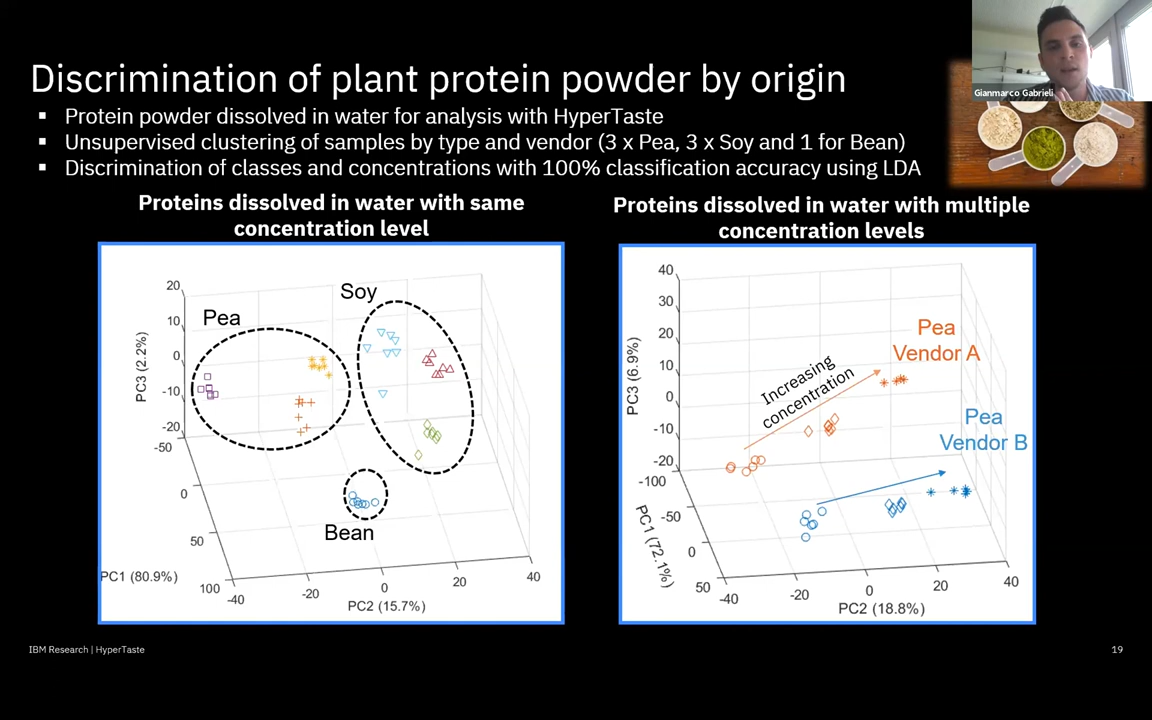 Gianmarco Gabrieli
Discrimination of plant protein powder by origin
▪ Protein powder dissolved in water for analysis with HyperTaste
▪ Unsupervised clustering of samples by type and vendor (3 x Pea, 3 x Soy and 1 for Bean)
▪ Discrimination of classes and concentrations with 100% classification accuracy using LDA
Proteins dissolved in water with same
concentration level
PC3 (2.2%)
20
10
0
-10
-20
-50
0
50
100
PC1 (80.9%)
-40
-20
0
20
40
PC2 (15.7%)
Pea
Soy
Bean
Proteins dissolved in water with multiple
concentration levels
PC3 (6.9%)
40
30
20
10
0
-10
-20
-100
-50
0
50
PC1 (72.1%)
-40
-20
0
20
40
PC2 (18.8%)
Increasing
concentration
Pea
Vendor A
Pea
Vendor B
IBM Research | HyperTaste
19